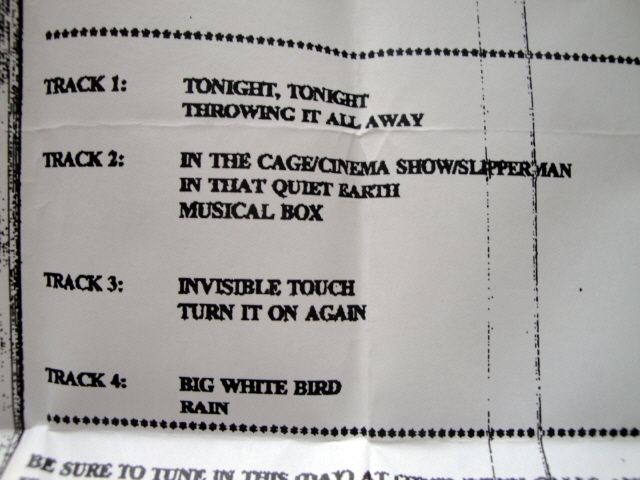 TRACK 1: TONIGHT, TONIGHT
THROWING IT ALL AWAY
TRACK 2: IN THE CAGE/CINEMA SHOW/SLIPPERMAN
IN THAT QUIET EARTH
MUSICAL BOX
TRACK 3: INVISIBLE TOUCH
TURN IT ON AGAIN
TRACK 4: BIG WHITE BIRD
RAIN
BE SURE TO TUNE IN THIS (DAY) AT